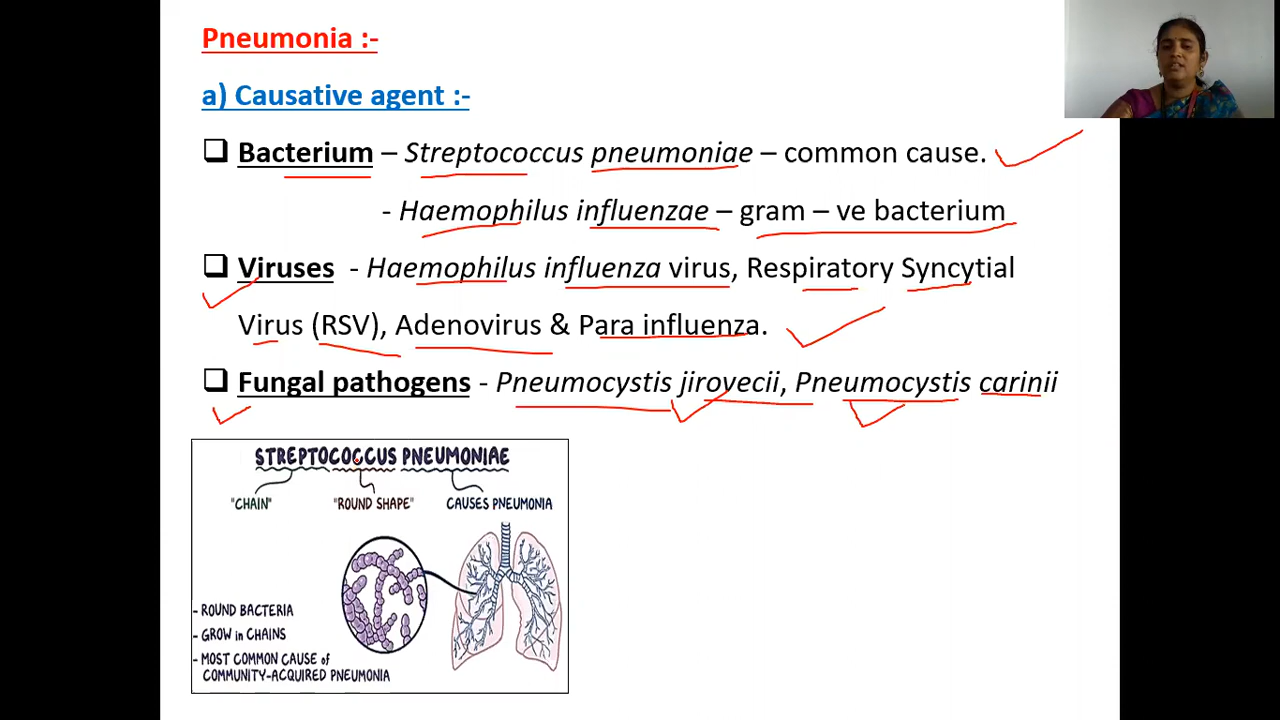 Pneumonia :-
a) Causative agent :-
❑ Bacterium – Streptococcus pneumoniae – common cause.
- Haemophilus influenzae – gram – ve bacterium
❑ Viruses - Haemophilus influenza virus, Respiratory Syncytial
Virus (RSV), Adenovirus & Para influenza.
❑ Fungal pathogens - Pneumocystis jirovecii, Pneumocystis carinii
STREPTOCOCCUS PNEUMONIAE
"CHAIN" "ROUND SHAPE" CAUSES PNEUMONIA
- ROUND BACTERIA
- GROW in CHAINS
- MOST COMMON CAUSE of
COMMUNITY-ACQUIRED PNEUMONIA